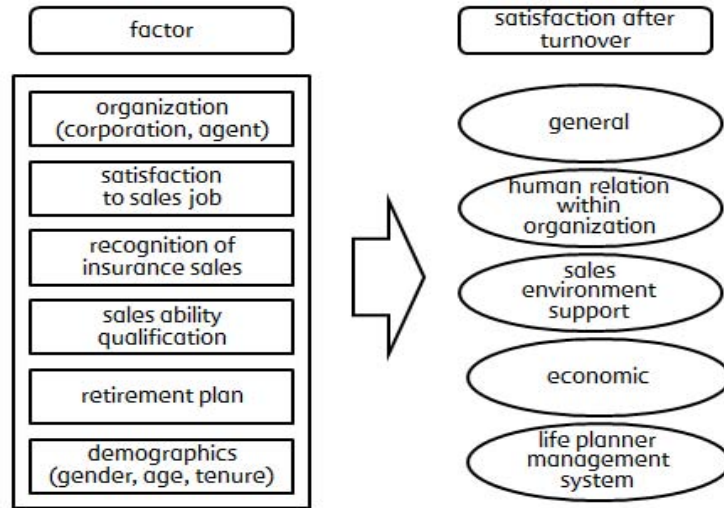 factor
organization
(corporation, agent)
satisfaction
to sales job
recognition of
insurance sales
sales ability
qualification
retirement plan
demographics
(gender, age, tenure)
satisfaction after
turnover
general
human relation
within
organization
sales
environment
support
economic
life planner
management
system